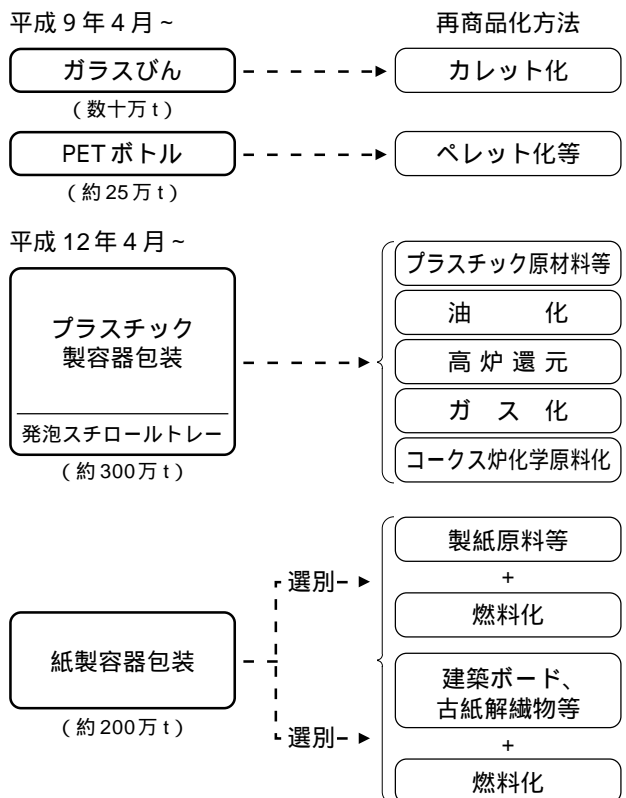 平成9年4月~ 再商品化方法
ガラスびん カレット化
(数十万t)
PETボトル ペレット化等
(約25万t)
平成12年4月~
プラスチック原材料等
油化
プラスチック
製容器包装
高炉還元
ガス化
発泡スチロールトレー
コークス炉化学原料化
(約300万t)
製紙原料等
選別
+
燃料化
紙製容器包装
建築ボード、
古紙解繊物等
(約200万t)
選別
+
燃料化